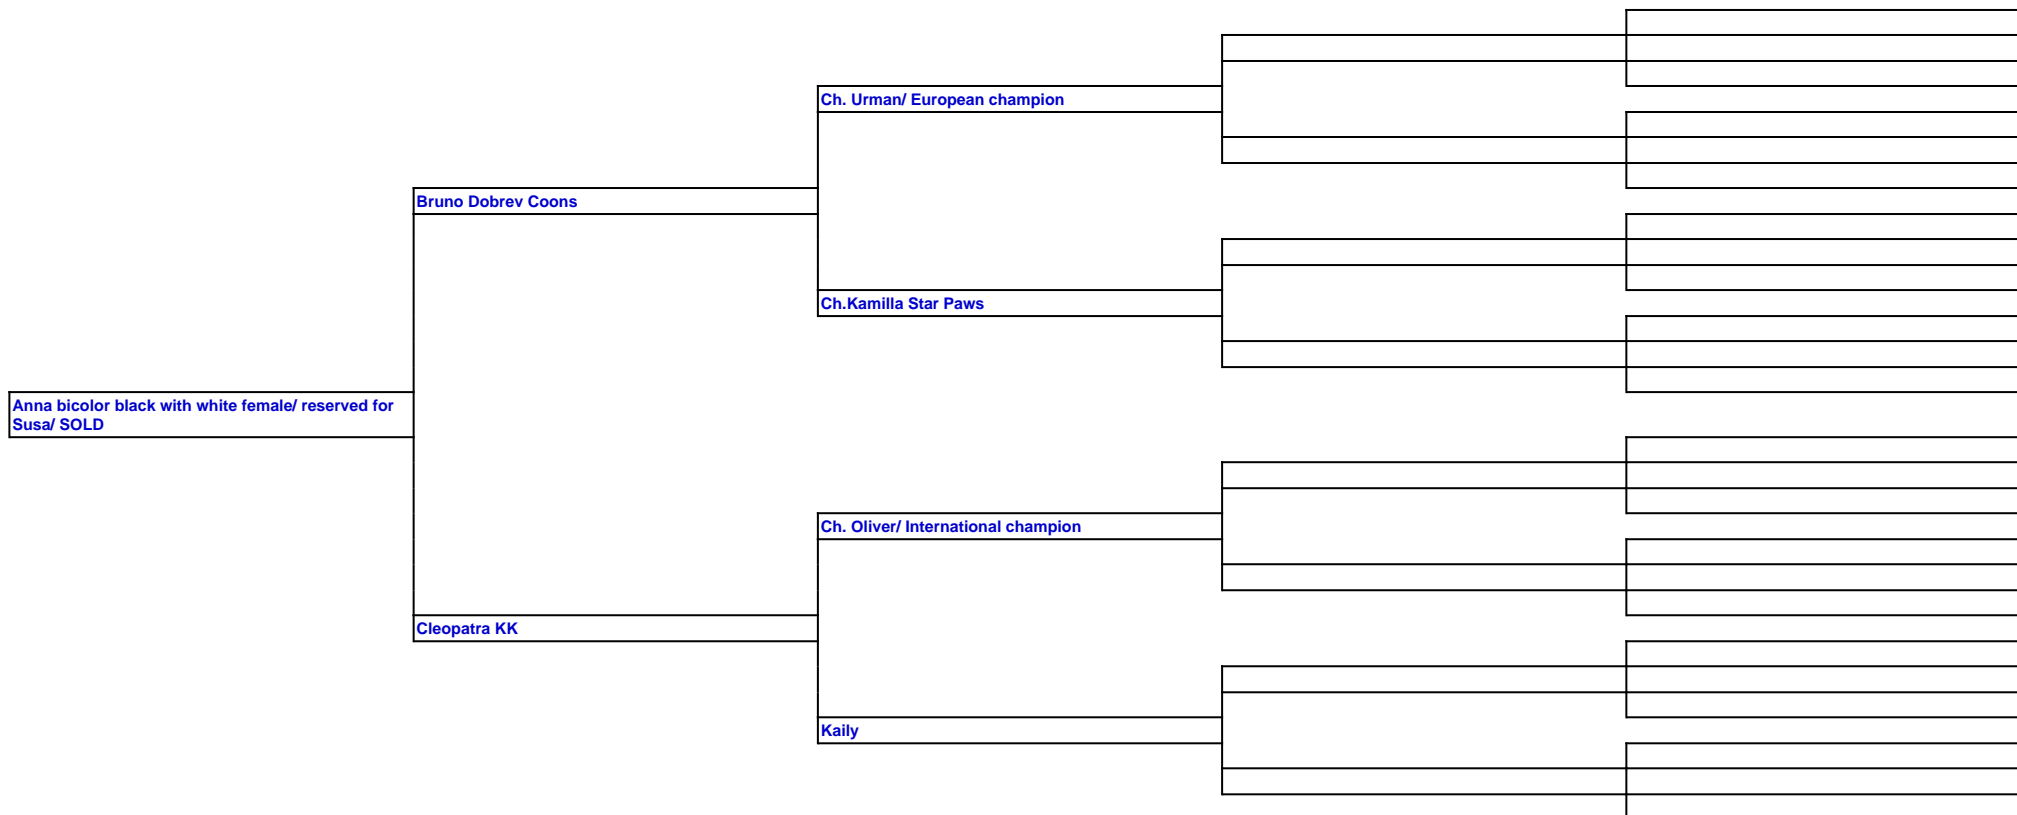 Ch. Urman/ European champion
Bruno Dobrev Coons
Ch.Kamilla Star Paws
Anna bicolor black with white female/ reserved for
Susa/ SOLD
Ch. Oliver/ International champion
Cleopatra KK
Kaily